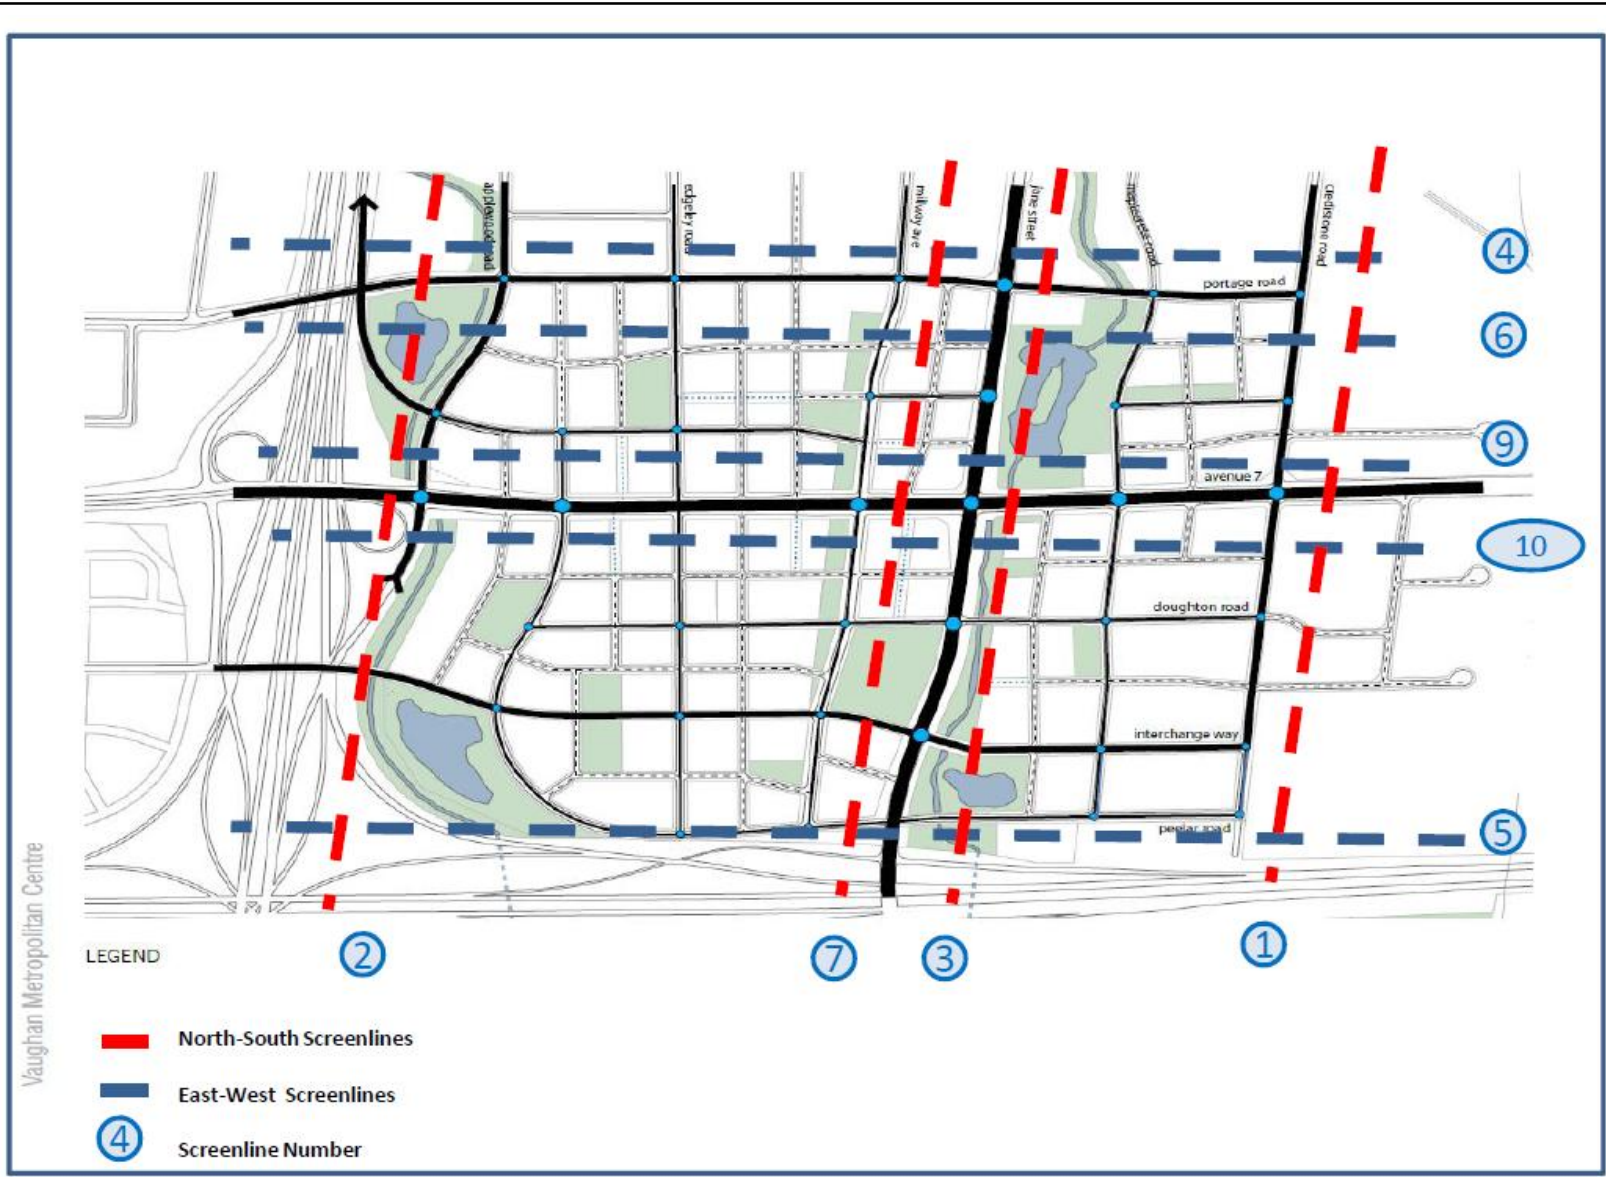 applewood road
edgeley road
millway ave
jane street
maplecrete road
creditstone road
4
portage road
6
9
avenue 7
10
doughton road
interchange way
peelar road
5
2
7
3
1
Vaughan Metropolitan Centre
LEGEND
North-South Screenlines
East-West Screenlines
4
Screenline Number